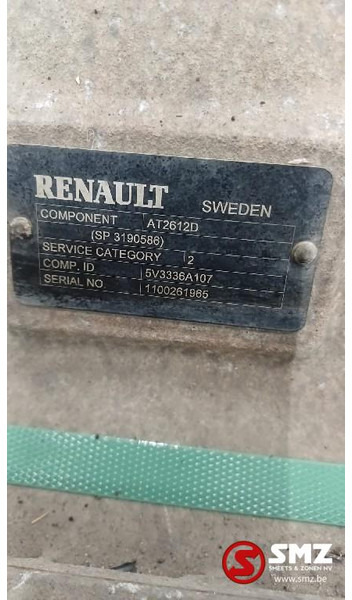 RENAULT SWEDEN
COMPONENT AT2612D
(SP 3190586)
SERVICE CATEGORY 2
COMP. ID 5V3336A107
SERIAL NO 1100261965
SMZ
SMEETS & ZONEN NV
www.smz.be